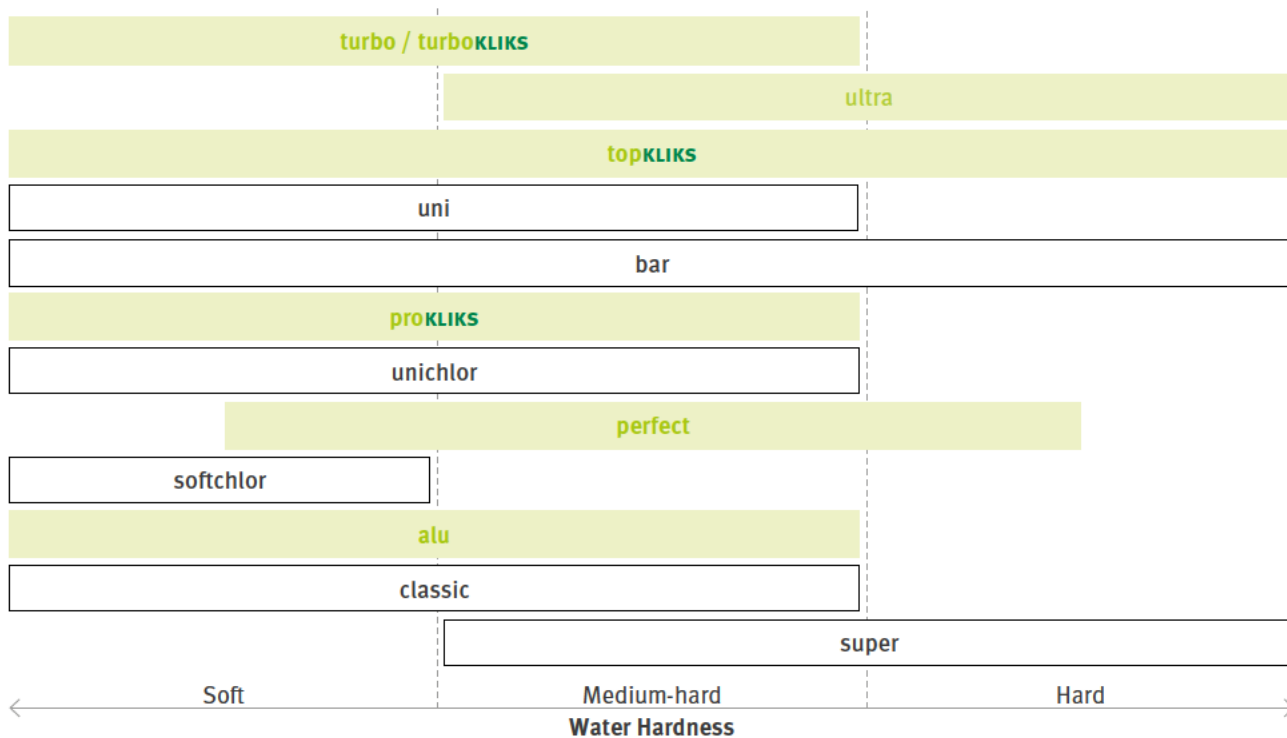 turbo / turboKLIKS
ultra
topKLIKS
uni
bar
proKLIKS
unichlor
perfect
softchlor
alu
classic
super
Soft Medium-hard Hard
Water Hardness